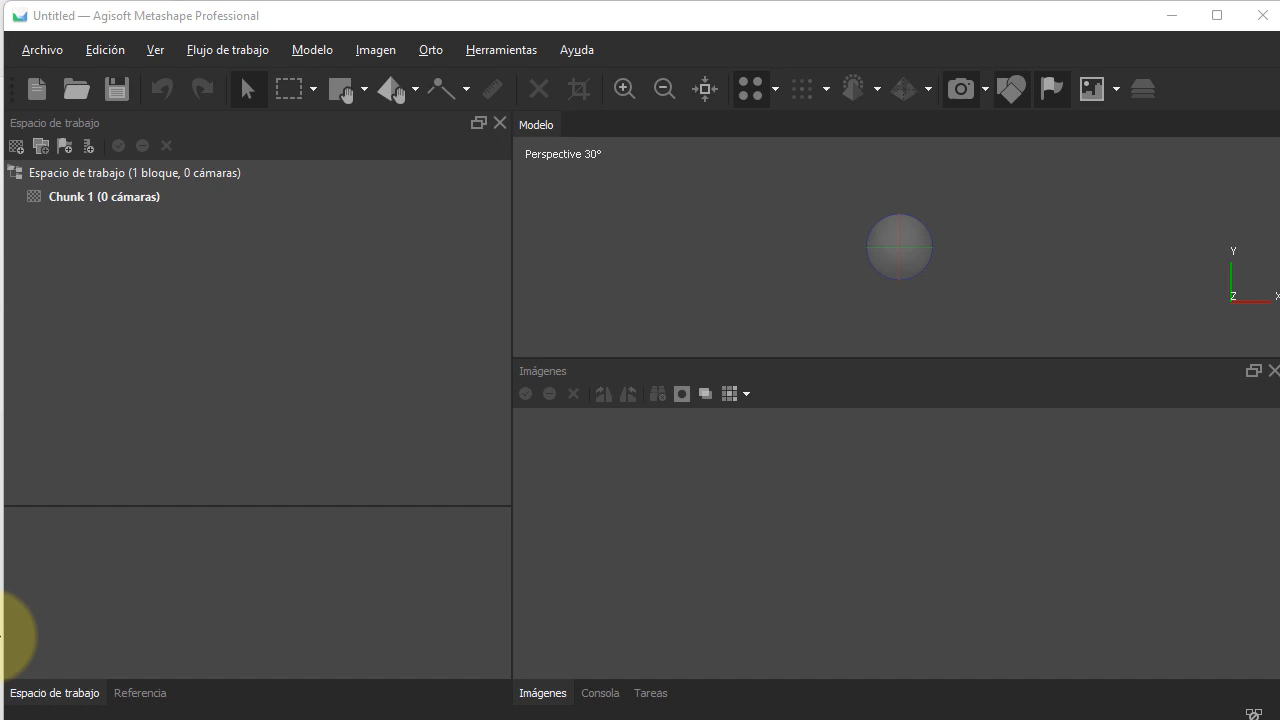 Untitled — Agisoft Metashape Professional
Archivo Edición Ver Flujo de trabajo Modelo Imagen Orto Herramientas Ayuda
Espacio de trabajo
Espacio de trabajo (1 bloque, 0 cámaras)
Chunk 1 (0 cámaras)
Modelo
Perspective 30°
Y
Z X
Imágenes
Espacio de trabajo Referencia
Imágenes Consola Tareas